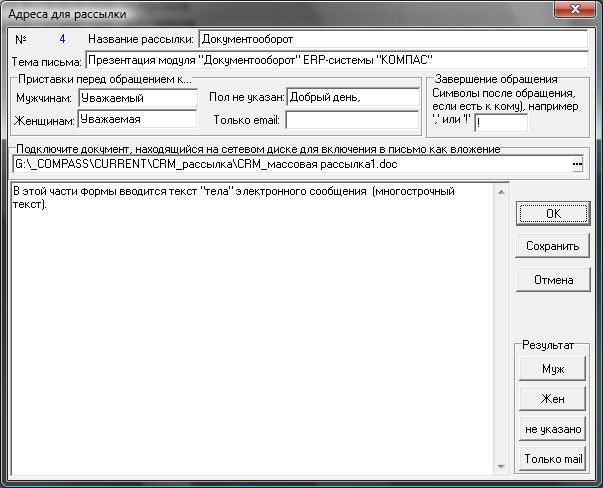 Адреса для рассылки
№ 4 Название рассылки: Документооборот
Тема письма: Презентация модуля "Документооборот" ERP-системы "КОМПАС"
Приставки перед обращением к...
Мужчинам: Уважаемый Пол не указан: Добрый день,
Женщинам: Уважаемая Только email:
Завершение обращения
Символы после обращения,
если есть к кому), например
',' или '!' !
Подключите документ, находящийся на сетевом диске для включения в письмо как вложение
G:\_COMPASS\CURRENT\CRM_рассылка\CRM_массовая рассылка1.doc ...
В этой части формы вводится текст "тела" электронного сообщения (многострочный
текст).
OK
Сохранить
Отмена
Результат
Муж
Жен
не указано
Только mail